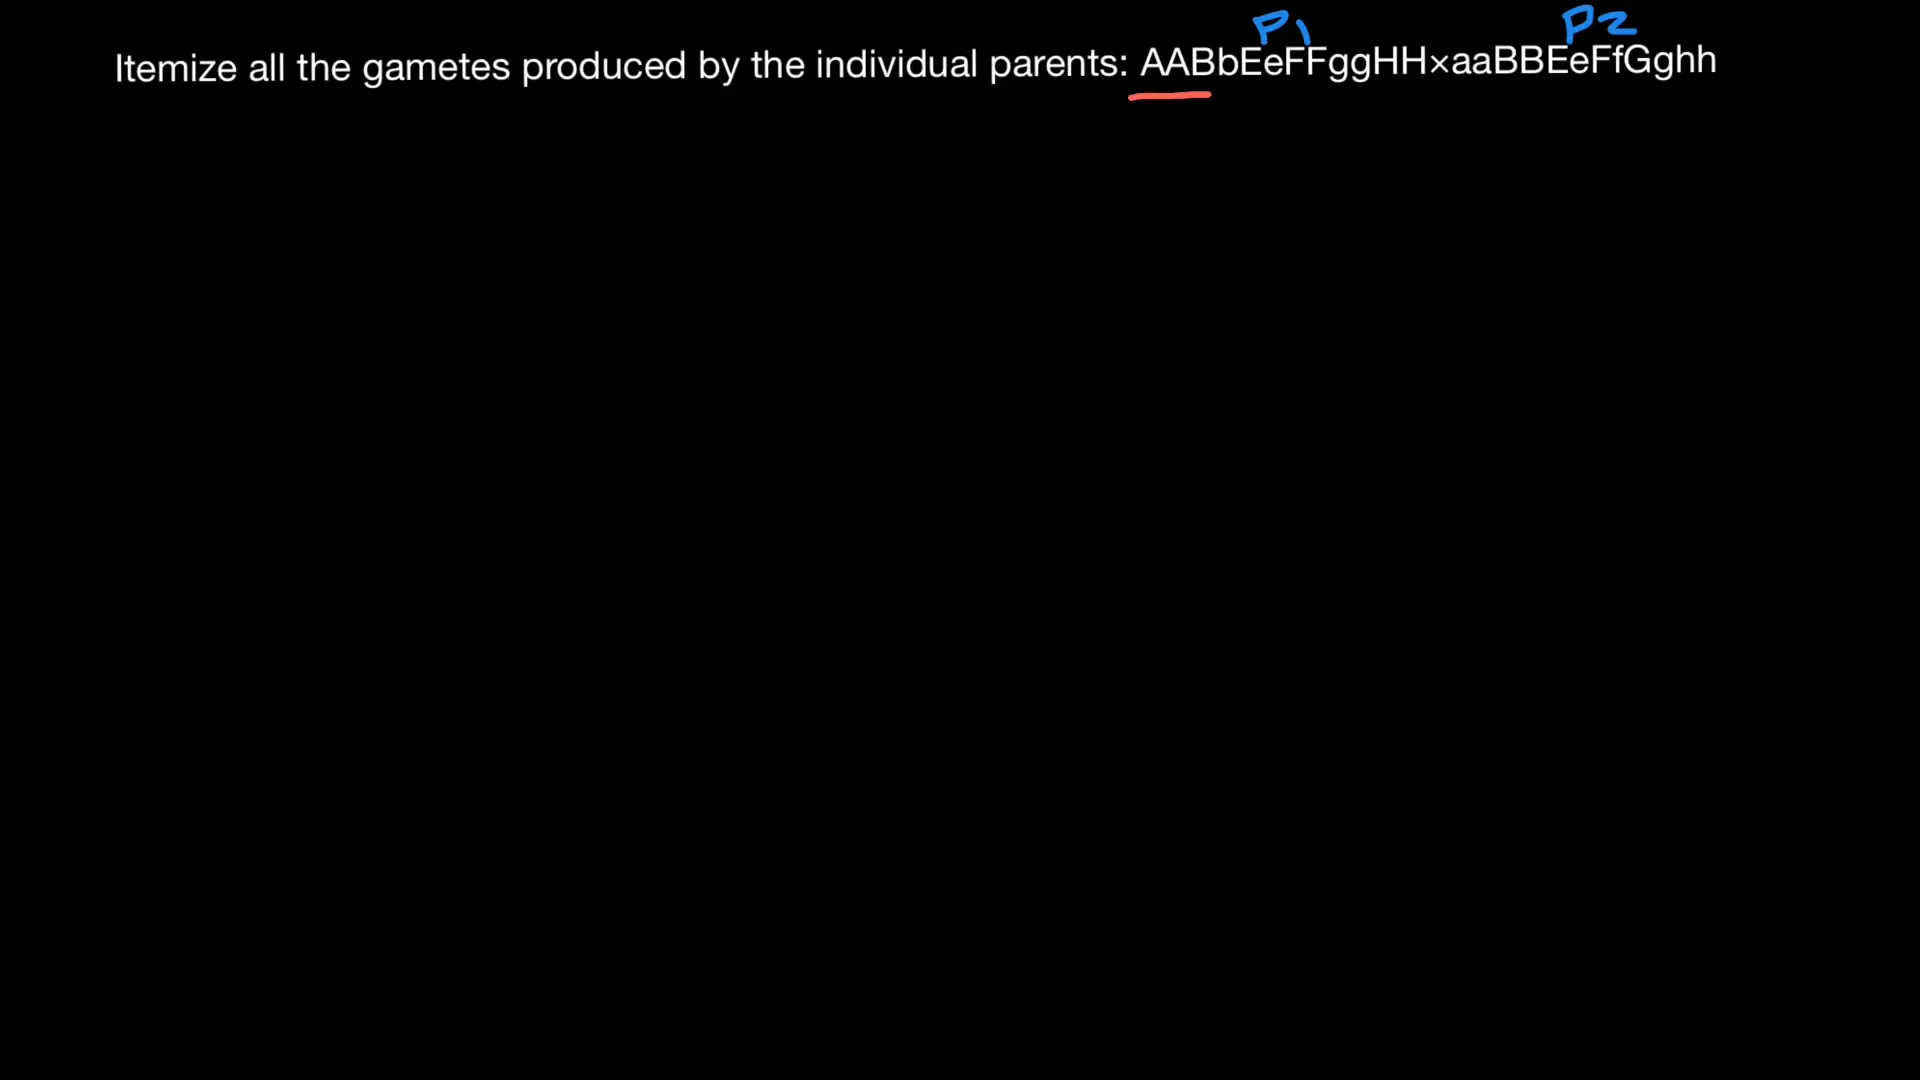 P1 P2
Itemize all the gametes produced by the individual parents: AABbEeFFggHH×aaBBEeFfGghh